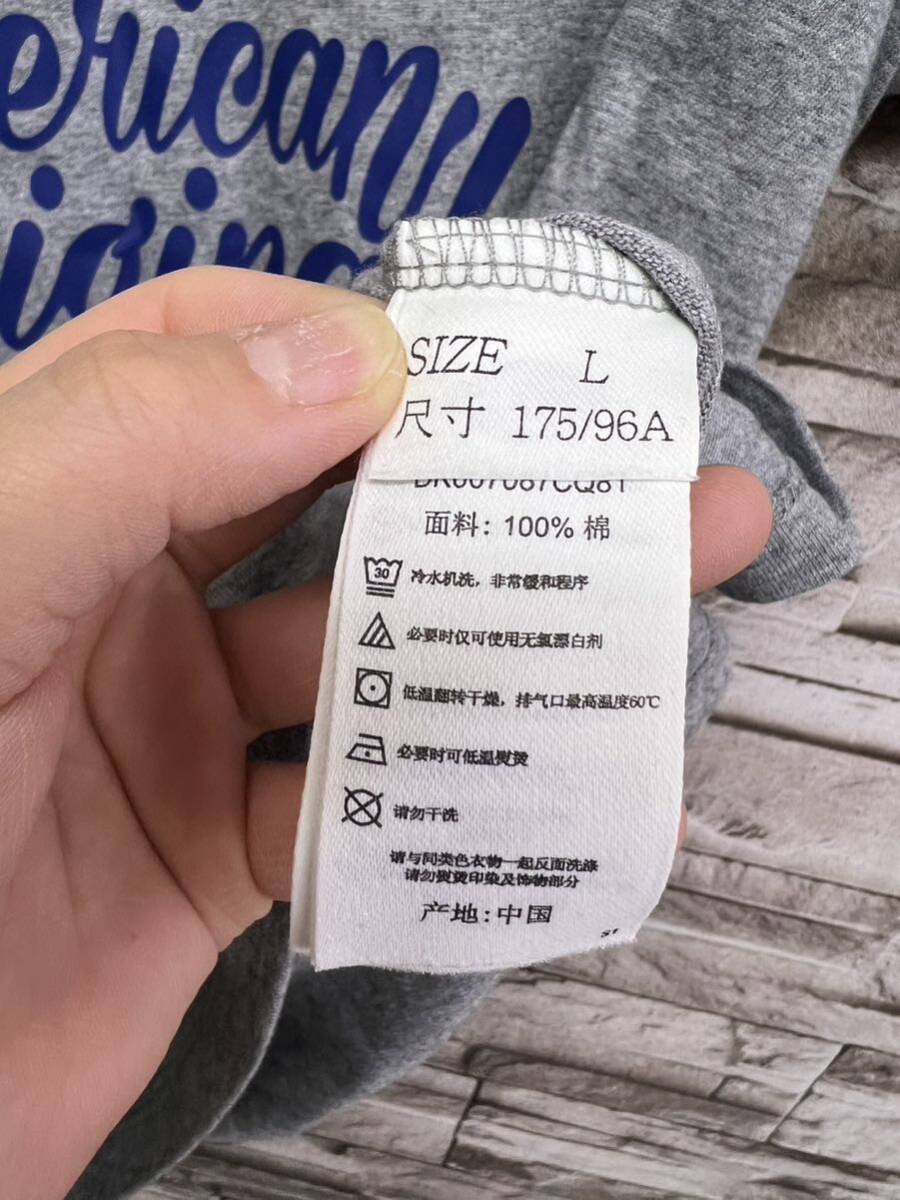 erican
SIZE L
尺寸 175/96A
面料: 100% 棉
30 冷水机洗，非常缓和程序
必要时仅可使用无氯漂白剂
低温翻转干燥，排气口最高温度60℃
必要时可低温熨烫
请勿干洗
请与同类色衣物一起反面洗涤
请勿熨烫印染及饰物部分
产地:中国